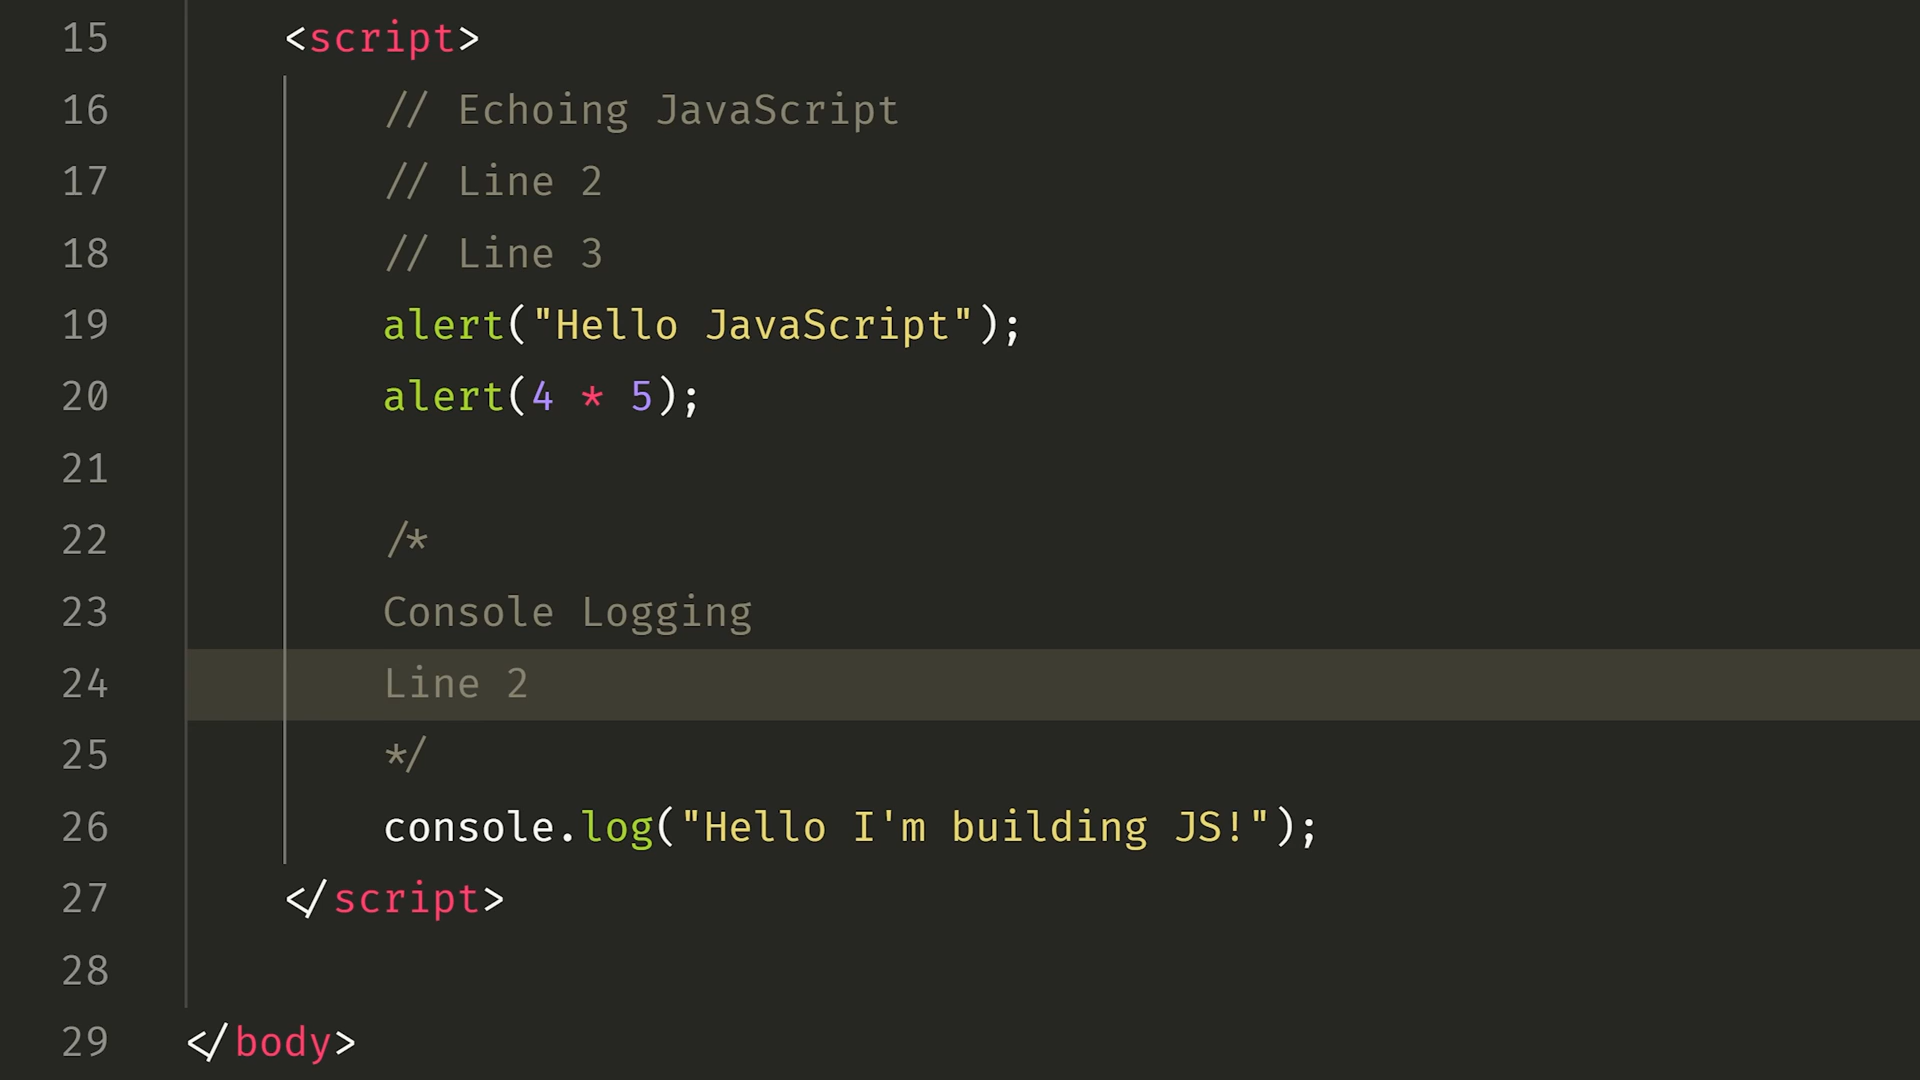 15 <script>
16 // Echoing JavaScript
17 // Line 2
18 // Line 3
19 alert("Hello JavaScript");
20 alert(4 * 5);
21
22 /*
23 Console Logging
24 Line 2
25 */
26 console.log("Hello I'm building JS!");
27 </script>
28
29 </body>